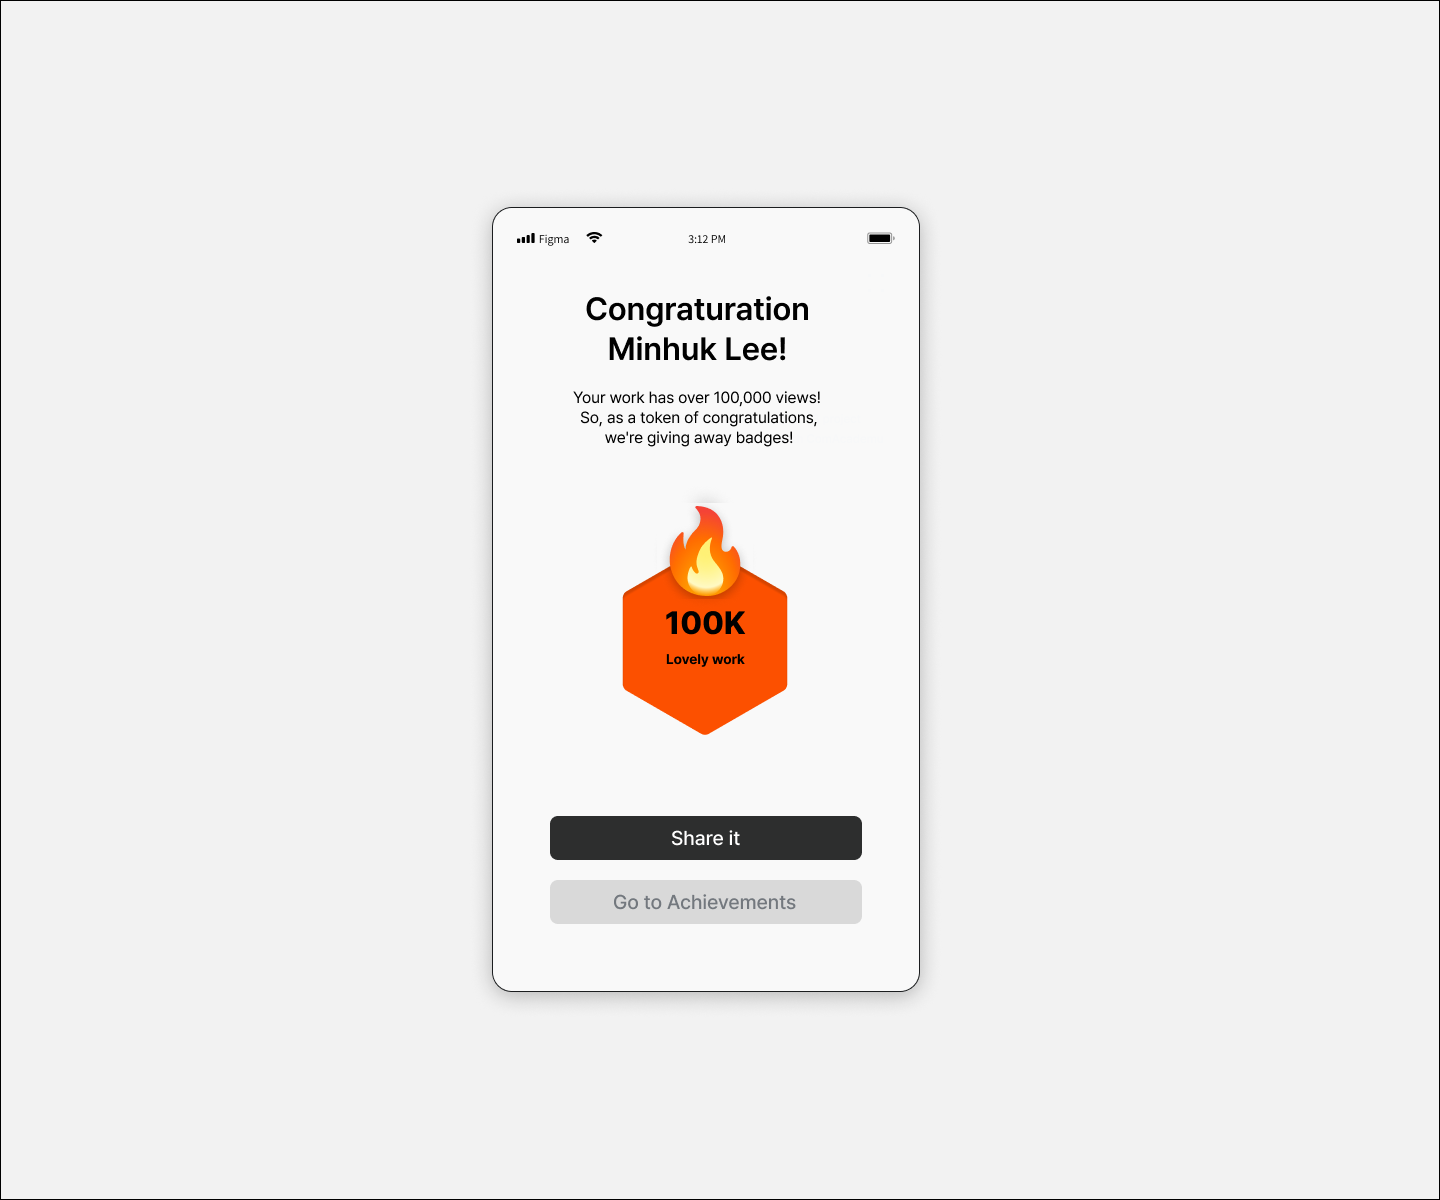 Figma
3:12 PM
Congraturation
Minhuk Lee!
Your work has over 100,000 views!
So, as a token of congratulations,
we're giving away badges!
100K
Lovely work
Share it
Go to Achievements